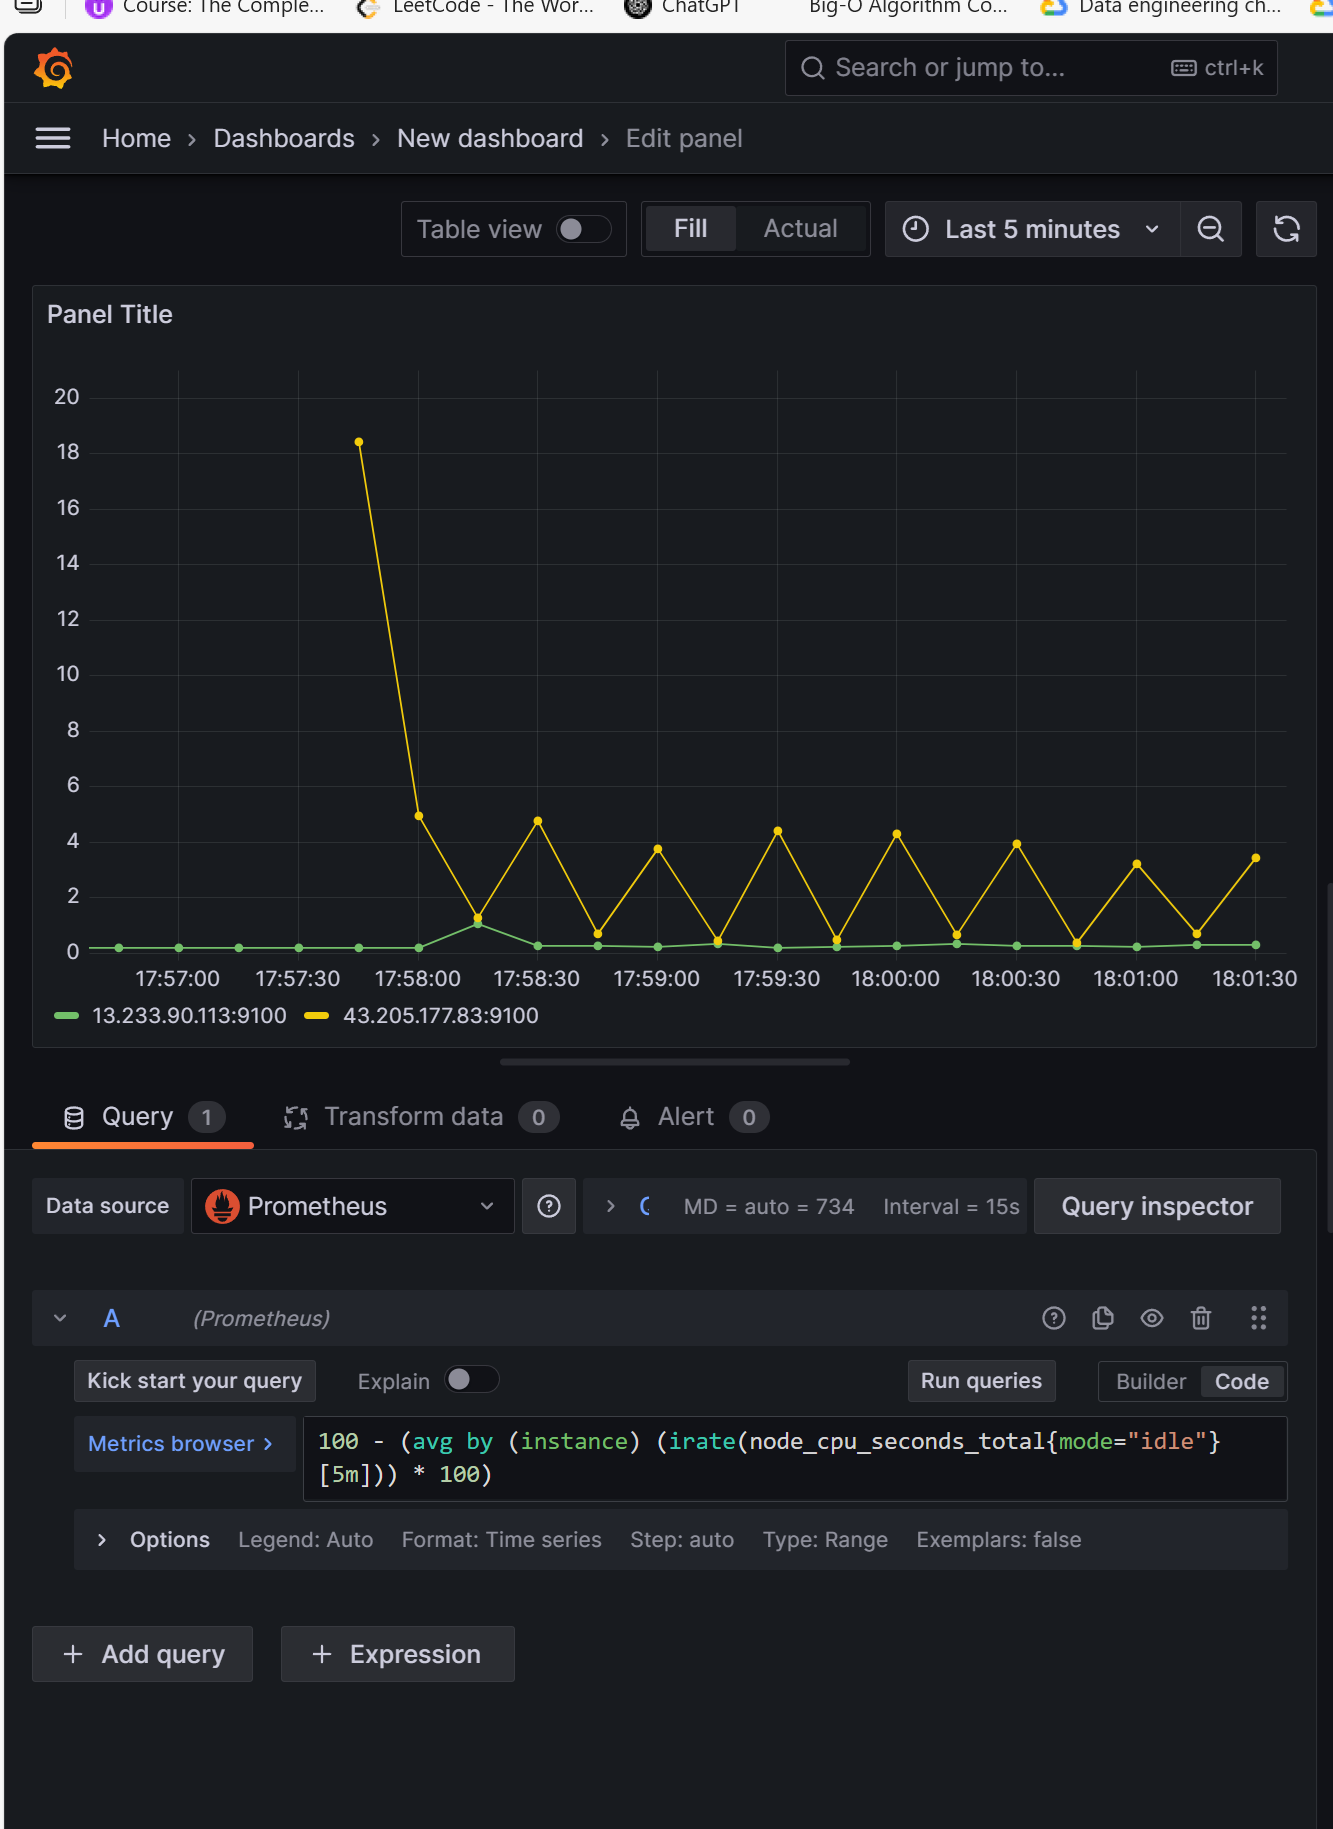 Course: The Comple...
LeetCode - The Wor...
ChatGPT
Big-O Algorithm Co...
Data engineering ch...
Search or jump to...
ctrl+k
Home › Dashboards › New dashboard › Edit panel
Table view
Fill
Actual
Last 5 minutes
Panel Title
20
18
16
14
12
10
8
6
4
2
0
17:57:00 17:57:30 17:58:00 17:58:30 17:59:00 17:59:30 18:00:00 18:00:30 18:01:00 18:01:30
13.233.90.113:9100 43.205.177.83:9100
Query 1
Transform data 0
Alert 0
Data source
Prometheus
MD = auto = 734 Interval = 15s
Query inspector
A (Prometheus)
Kick start your query
Explain
Run queries
Builder
Code
Metrics browser >
100 - (avg by (instance) (irate(node_cpu_seconds_total{mode="idle"}
[5m])) * 100)
Options Legend: Auto Format: Time series Step: auto Type: Range Exemplars: false
+ Add query
+ Expression